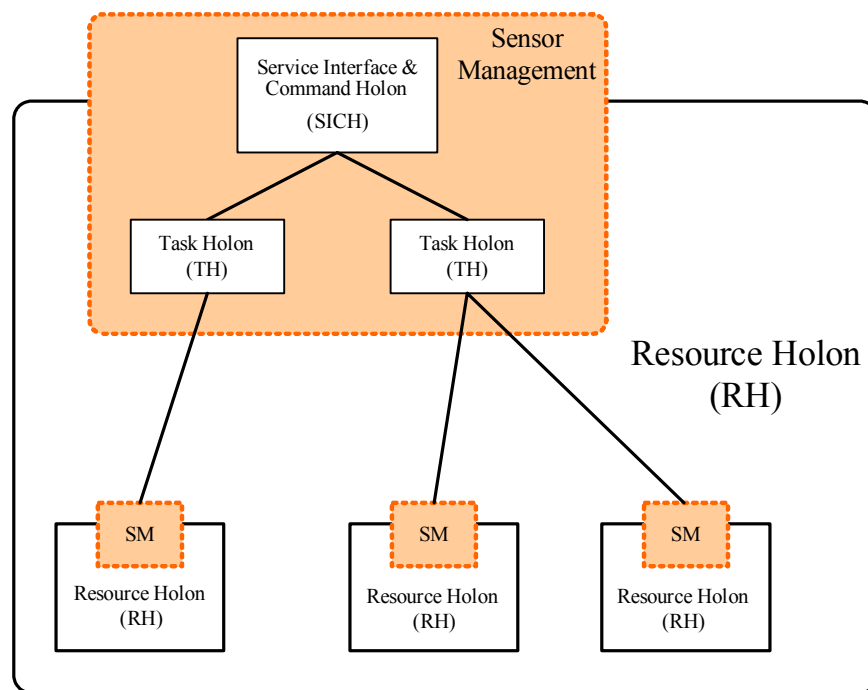 Sensor
Management
Service Interface &
Command Holon
(SICH)
Task Holon
(TH)
Task Holon
(TH)
Resource Holon
(RH)
SM
Resource Holon
(RH)
SM
Resource Holon
(RH)
SM
Resource Holon
(RH)